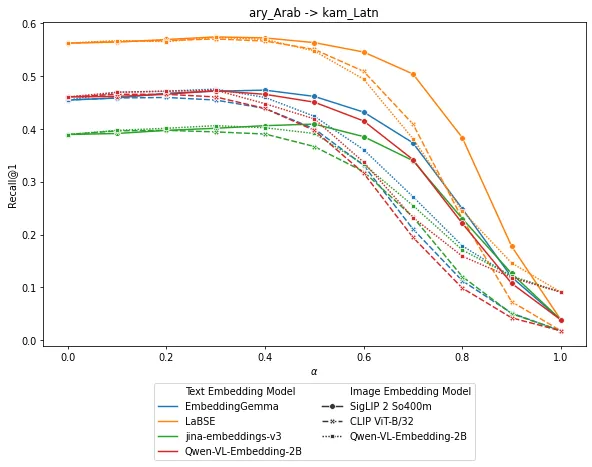 ary_Arab -> kam_Latn
Recall@1
0.6
0.5
0.4
0.3
0.2
0.1
0.0
0.0 0.2 0.4 0.6 0.8 1.0
α
Text Embedding Model Image Embedding Model
EmbeddingGemma SigLIP 2 So400m
LaBSE CLIP ViT-B/32
jina-embeddings-v3 Qwen-VL-Embedding-2B
Qwen-VL-Embedding-2B